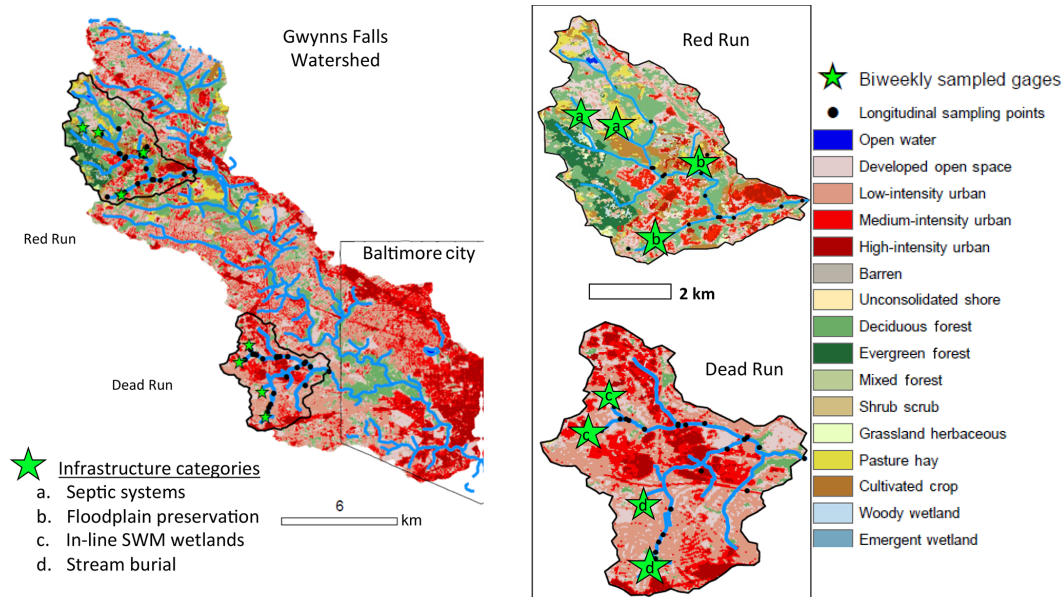 Gwynns Falls
Watershed
Red Run
Baltimore city
Dead Run
Infrastructure categories
a. Septic systems
b. Floodplain preservation
c. In-line SWM wetlands
d. Stream burial
6
km
Red Run
a
a
b
b
2 km
Dead Run
c
c
d
d
Biweekly sampled gages
Longitudinal sampling points
Open water
Developed open space
Low-intensity urban
Medium-intensity urban
High-intensity urban
Barren
Unconsolidated shore
Deciduous forest
Evergreen forest
Mixed forest
Shrub scrub
Grassland herbaceous
Pasture hay
Cultivated crop
Woody wetland
Emergent wetland